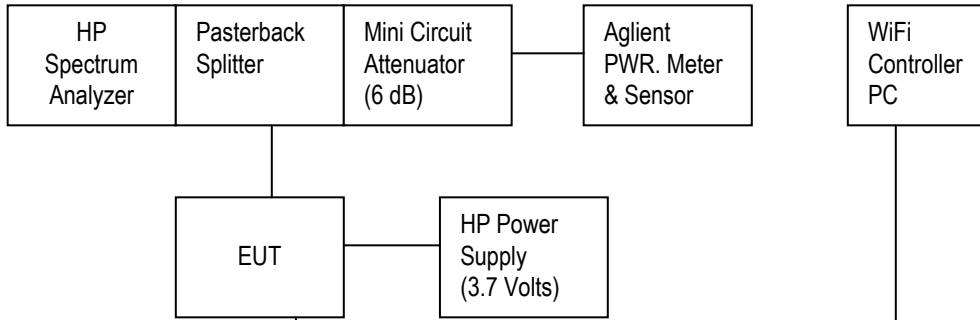 HP
Spectrum
Analyzer
Pasterback
Splitter
Mini Circuit
Attenuator
(6 dB)
Aglient
PWR. Meter
& Sensor
WiFi
Controller
PC
EUT
HP Power
Supply
(3.7 Volts)